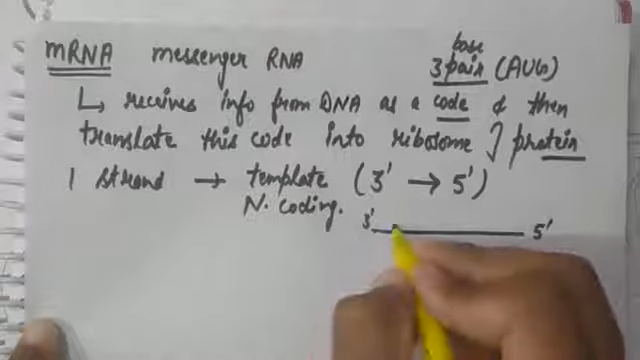 mRNA messenger RNA
base
3 pair (AUG)
↳ receives info from DNA as a code & then
translate this code into ribosome } protein
1 strand → template (3' → 5')
N. coding.
3' 5'